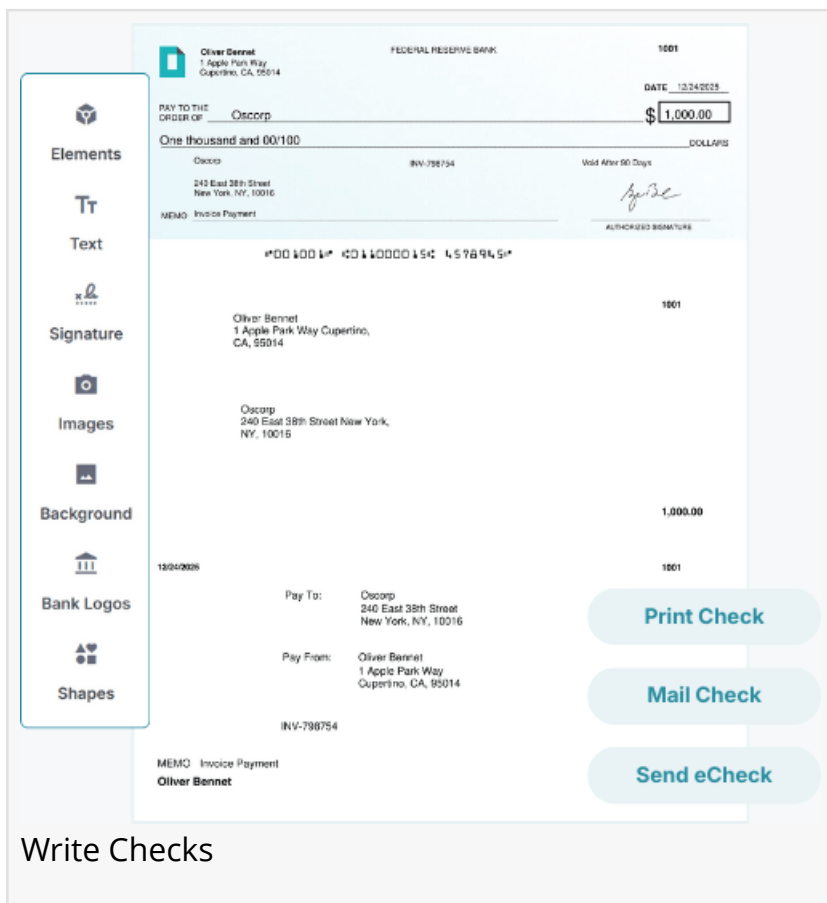 Oliver Bennet
1 Apple Park Way
Cupertino, CA, 95014
FEDERAL RESERVE BANK
1001
DATE 12/24/2025
PAY TO THE
ORDER OF Oscorp
$ 1,000.00
One thousand and 00/100
DOLLARS
Oscorp
INV-798754
Void After 90 Days
240 East 38th Street
New York, NY, 10016
MEMO Invoice Payment
AUTHORIZED SIGNATURE
⑈001001⑈ ⑆011000015⑆ 4578945⑈
1001
Oliver Bennet
1 Apple Park Way Cupertino,
CA, 95014
Oscorp
240 East 38th Street New York,
NY, 10016
1,000.00
12/24/2025
1001
Pay To:
Oscorp
240 East 38th Street
New York, NY, 10016
Pay From:
Oliver Bennet
1 Apple Park Way
Cupertino, CA, 95014
INV-798754
MEMO Invoice Payment
Oliver Bennet
Elements
Text
Signature
Images
Background
Bank Logos
Shapes
Print Check
Mail Check
Send eCheck
Write Checks